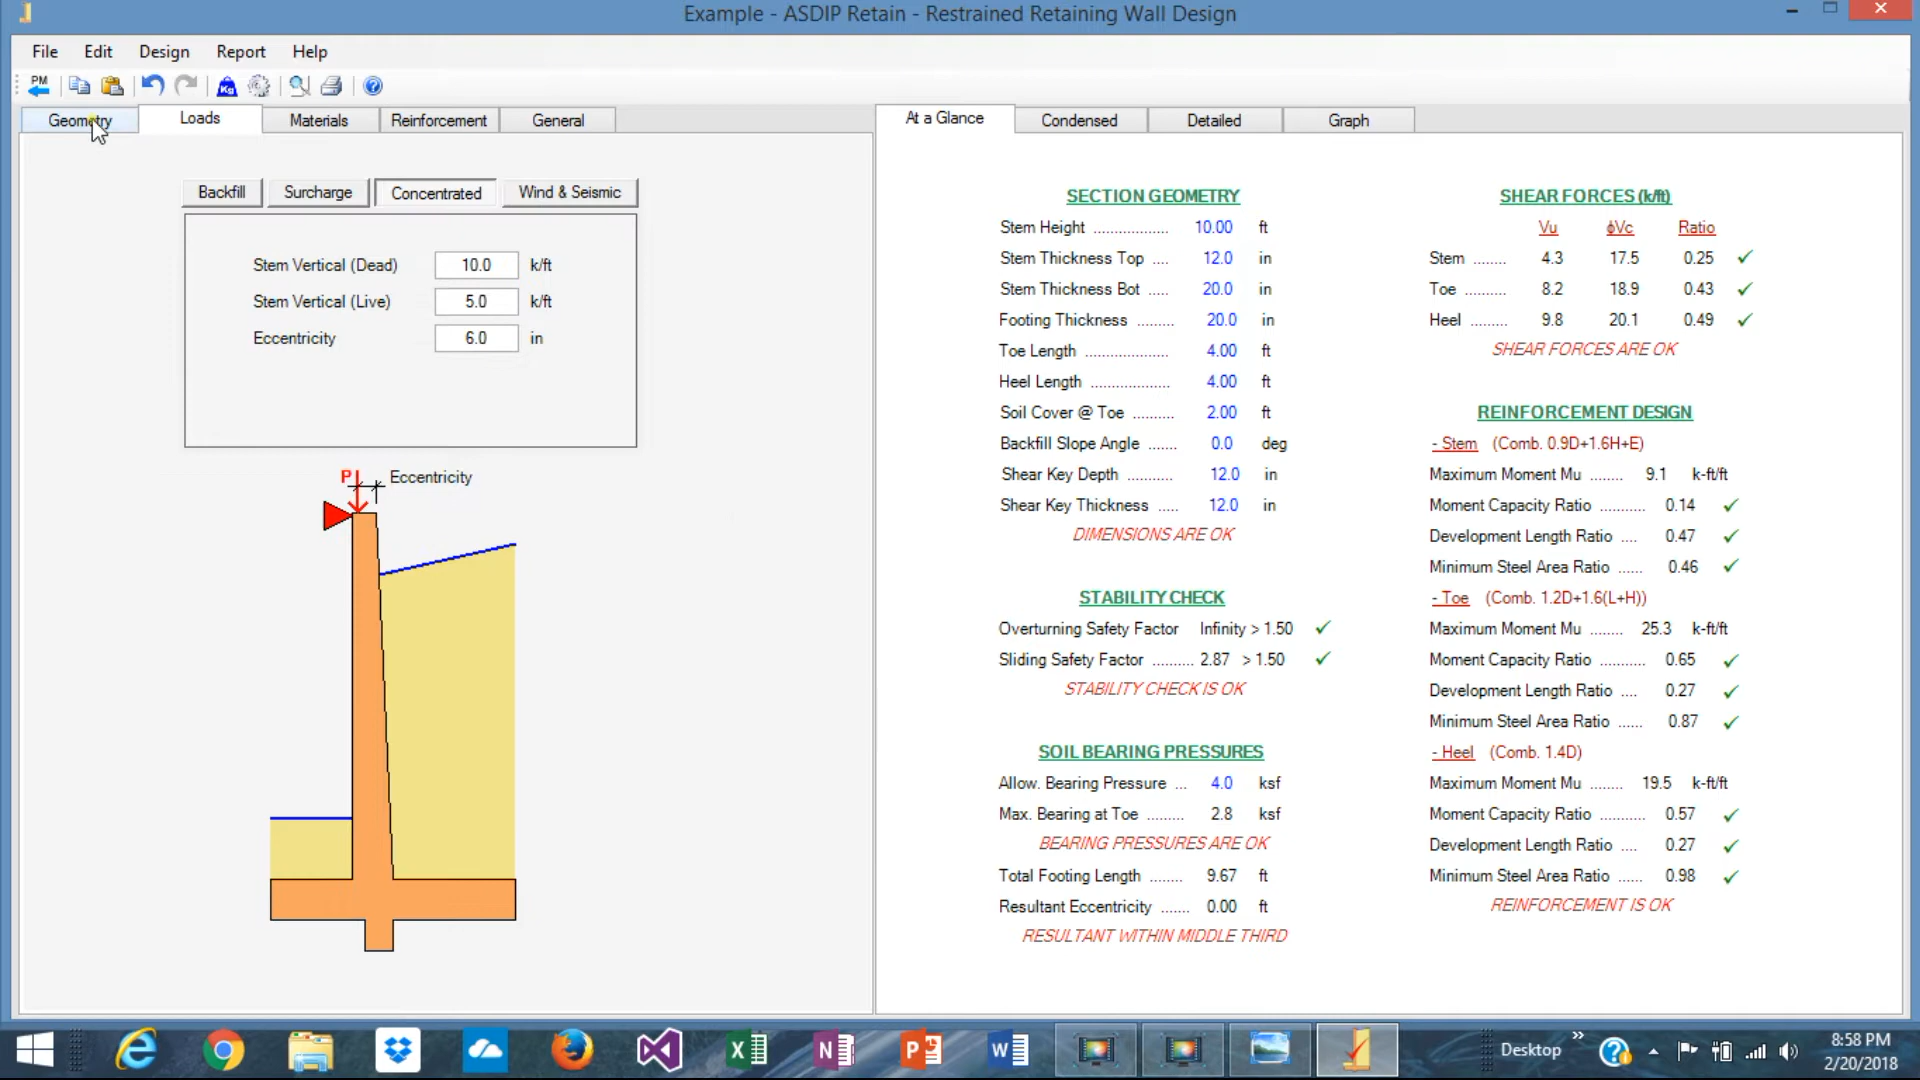 Example - ASDIP Retain - Restrained Retaining Wall Design
File Edit Design Report Help
PM Kg
Geometry Loads Materials Reinforcement General
Backfill Surcharge Concentrated Wind & Seismic
Stem Vertical (Dead) 10.0 k/ft
Stem Vertical (Live) 5.0 k/ft
Eccentricity 6.0 in
P Eccentricity
At a Glance Condensed Detailed Graph
SECTION GEOMETRY
Stem Height ................. 10.00 ft
Stem Thickness Top .... 12.0 in
Stem Thickness Bot ..... 20.0 in
Footing Thickness ......... 20.0 in
Toe Length ................... 4.00 ft
Heel Length .................. 4.00 ft
Soil Cover @ Toe .......... 2.00 ft
Backfill Slope Angle ....... 0.0 deg
Shear Key Depth ........... 12.0 in
Shear Key Thickness ..... 12.0 in
DIMENSIONS ARE OK
STABILITY CHECK
Overturning Safety Factor Infinity > 1.50 ✓
Sliding Safety Factor .......... 2.87 > 1.50 ✓
STABILITY CHECK IS OK
SOIL BEARING PRESSURES
Allow. Bearing Pressure ... 4.0 ksf
Max. Bearing at Toe ......... 2.8 ksf
BEARING PRESSURES ARE OK
Total Footing Length ........ 9.67 ft
Resultant Eccentricity ....... 0.00 ft
RESULTANT WITHIN MIDDLE THIRD
SHEAR FORCES (k/ft)
Vu ϕVc Ratio
Stem ........ 4.3 17.5 0.25 ✓
Toe .......... 8.2 18.9 0.43 ✓
Heel ......... 9.8 20.1 0.49 ✓
SHEAR FORCES ARE OK
REINFORCEMENT DESIGN
- Stem (Comb. 0.9D+1.6H+E)
Maximum Moment Mu ........ 9.1 k-ft/ft
Moment Capacity Ratio ........... 0.14 ✓
Development Length Ratio .... 0.47 ✓
Minimum Steel Area Ratio ...... 0.46 ✓
- Toe (Comb. 1.2D+1.6(L+H))
Maximum Moment Mu ........ 25.3 k-ft/ft
Moment Capacity Ratio ........... 0.65 ✓
Development Length Ratio .... 0.27 ✓
Minimum Steel Area Ratio ...... 0.87 ✓
- Heel (Comb. 1.4D)
Maximum Moment Mu ........ 19.5 k-ft/ft
Moment Capacity Ratio ........... 0.57 ✓
Development Length Ratio .... 0.27 ✓
Minimum Steel Area Ratio ...... 0.98 ✓
REINFORCEMENT IS OK
Desktop
8:58 PM
2/20/2018